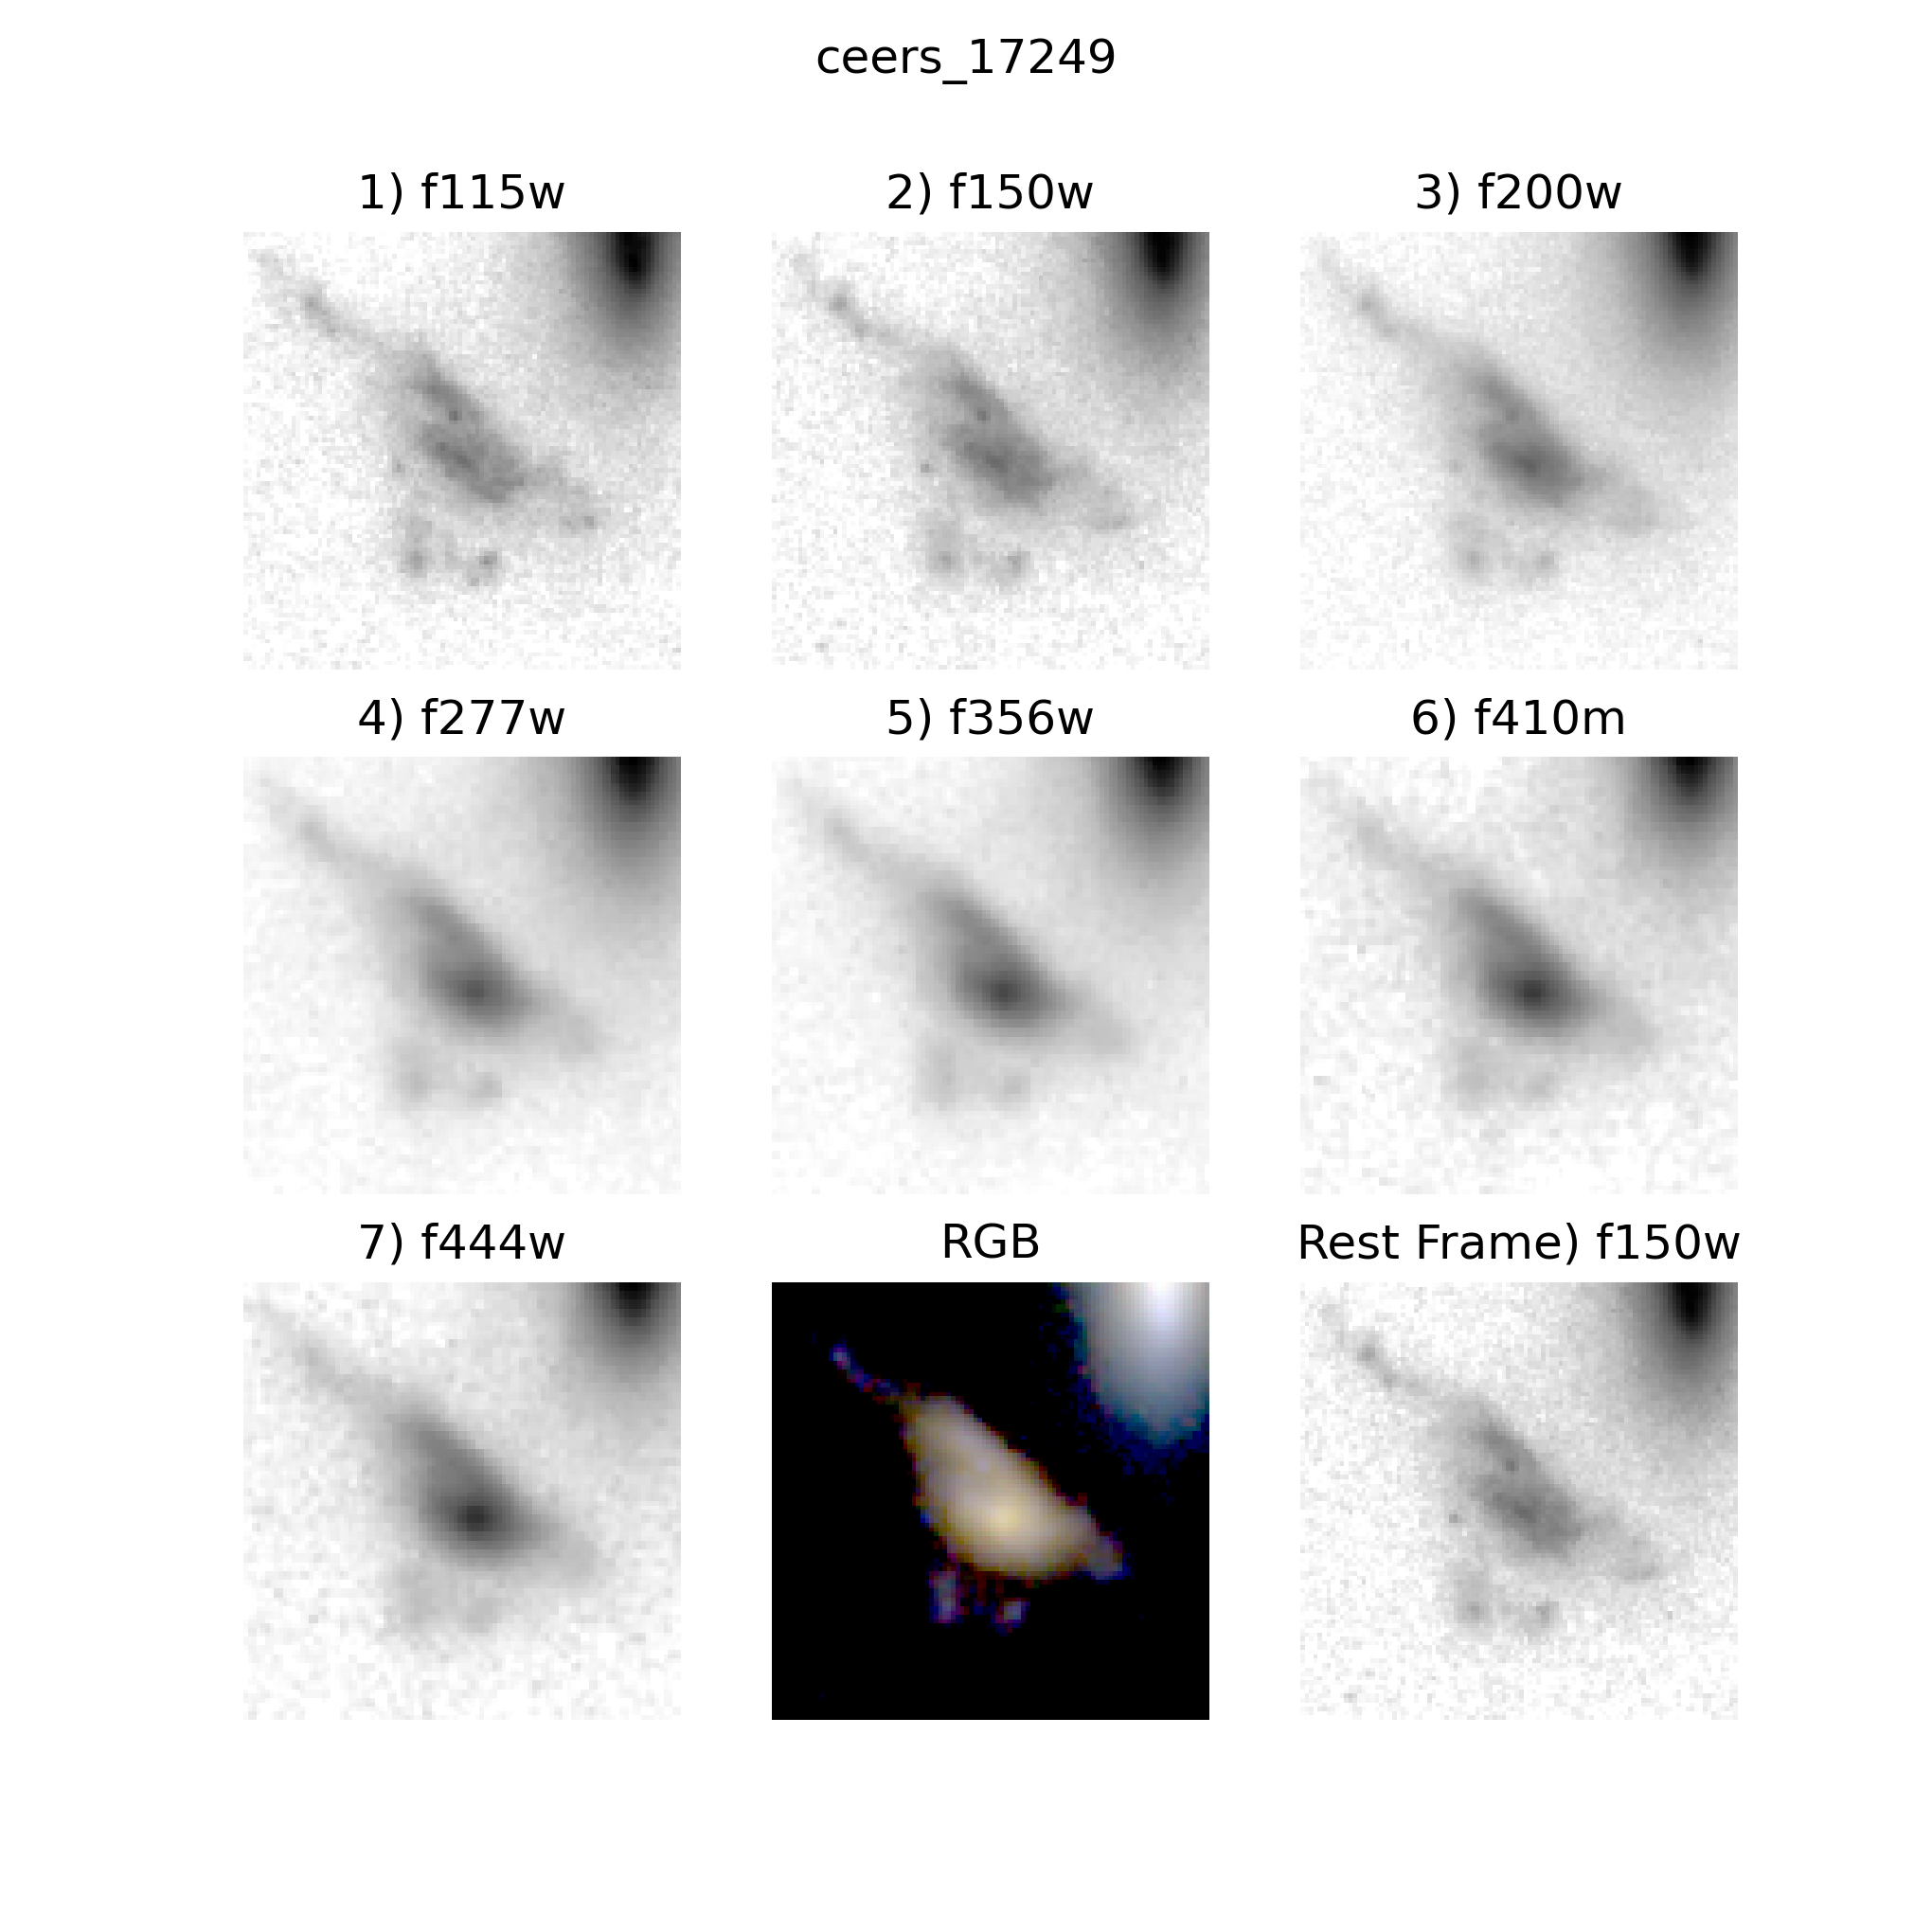 ceers_17249
1) f115w
2) f150w
3) f200w
4) f277w
5) f356w
6) f410m
7) f444w
RGB
Rest Frame) f150w